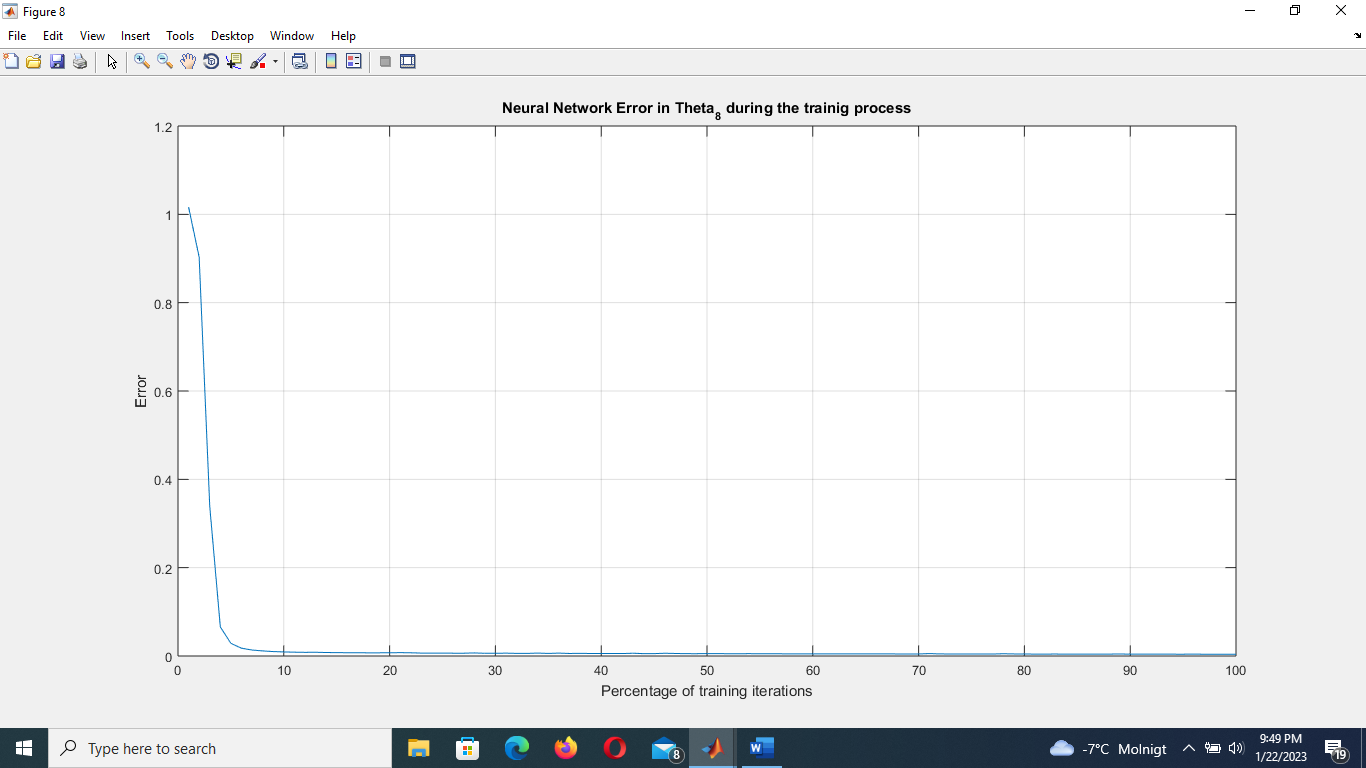 Figure 8
File Edit View Insert Tools Desktop Window Help
Neural Network Error in Theta8 during the trainig process
1.2
1
0.8
0.6
0.4
0.2
0
Error
0 10 20 30 40 50 60 70 80 90 100
Percentage of training iterations
Type here to search
8
-7°C Molnigt
9:49 PM
1/22/2023
19